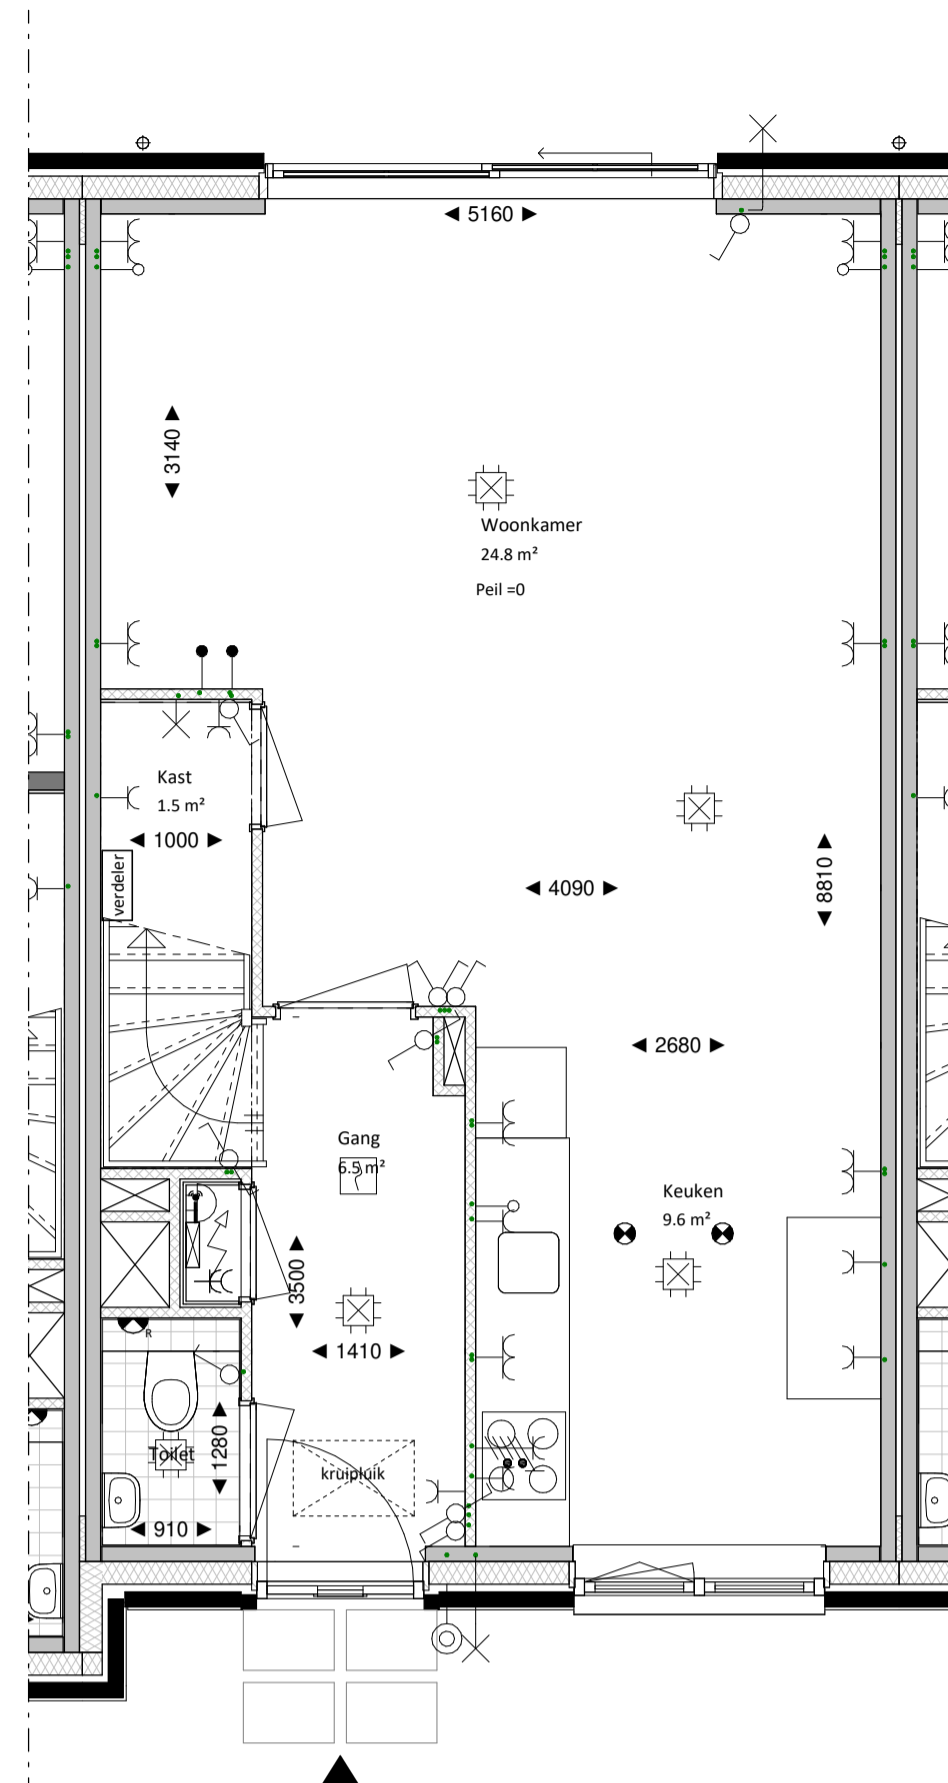 5160
3140
Woonkamer
24.8 m²
Peil =0
Kast
1.5 m²
1000
verdeler
4090
8810
2680
Gang
6.5 m²
Keuken
9.6 m²
3500
1410
R
Toilet
1280
kruipluik
910